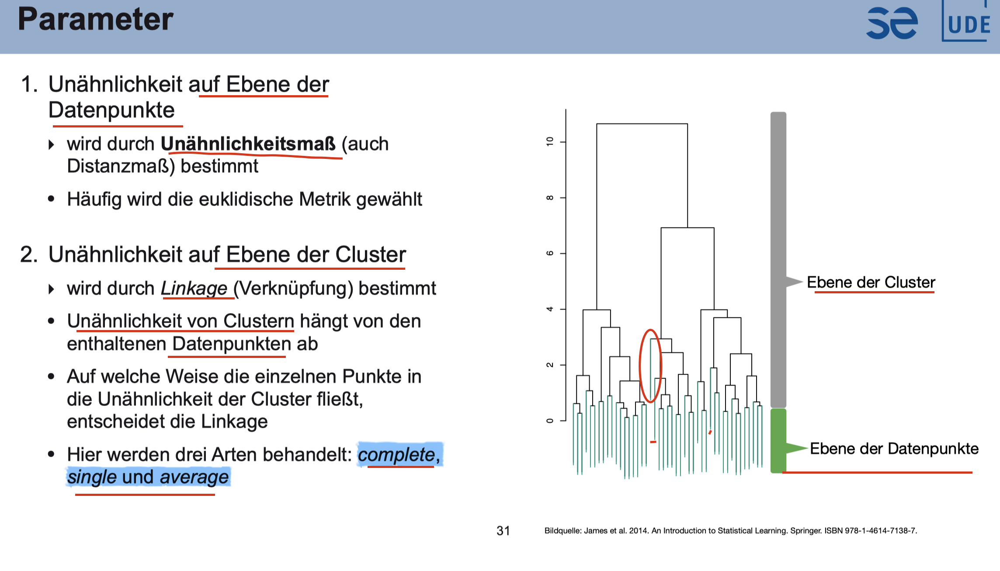 Parameter
se
UDE
1. Unähnlichkeit auf Ebene der
Datenpunkte
wird durch Unähnlichkeitsmaß (auch
Distanzmaß) bestimmt
• Häufig wird die euklidische Metrik gewählt
2. Unähnlichkeit auf Ebene der Cluster
wird durch Linkage (Verknüpfung) bestimmt
• Unähnlichkeit von Clustern hängt von den
enthaltenen Datenpunkten ab
• Auf welche Weise die einzelnen Punkte in
die Unähnlichkeit der Cluster fließt,
entscheidet die Linkage
• Hier werden drei Arten behandelt: complete,
single und average
10
8
6
4
2
0
Ebene der Cluster
Ebene der Datenpunkte
31
Bildquelle: James et al. 2014. An Introduction to Statistical Learning. Springer. ISBN 978-1-4614-7138-7.